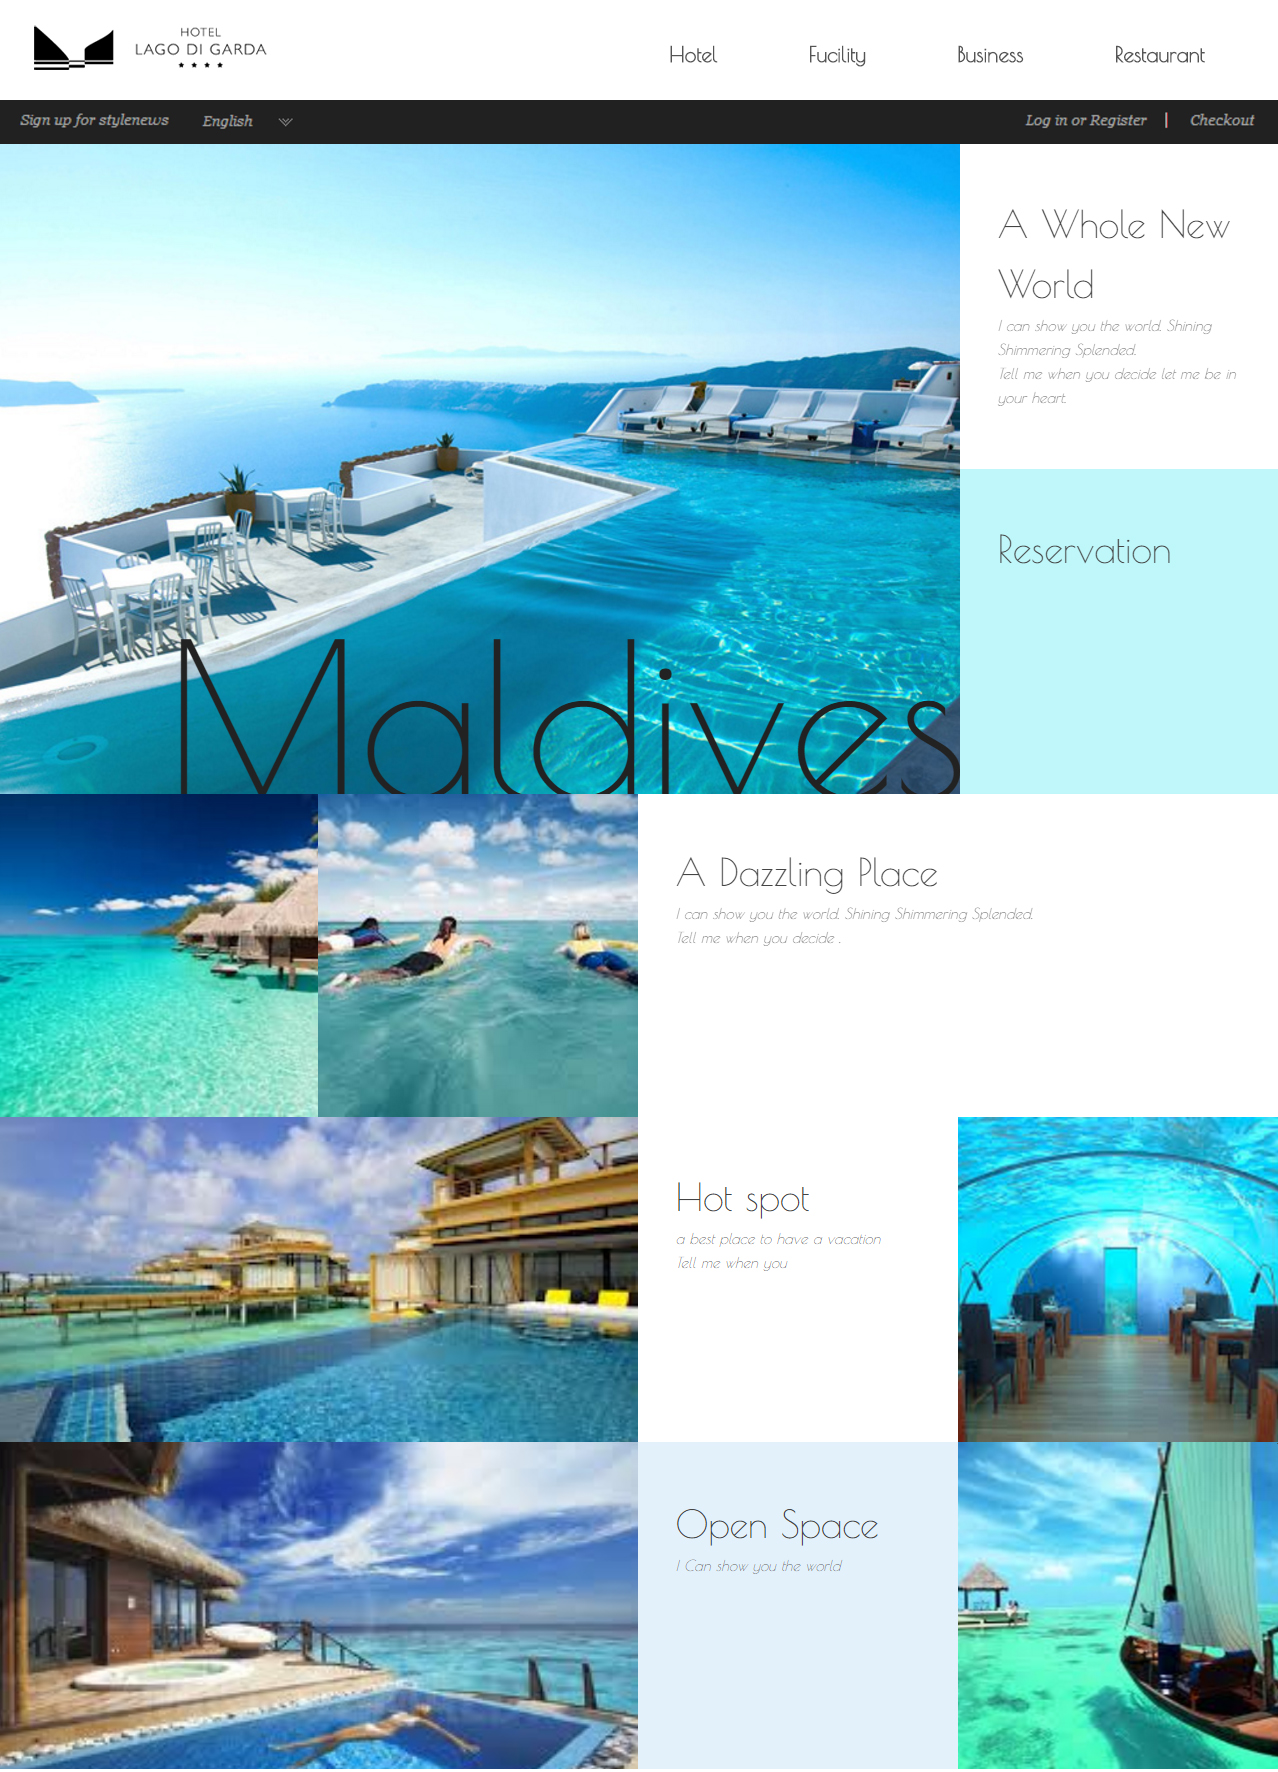 HOTEL
LAGO DI GARDA
Hotel
Fucility
Business
Restaurant
Sign up for stylenews
English
Log in or Register
|
Checkout
A Whole New
World
I can show you the world. Shining
Shimmering Splended.
Tell me when you decide let me be in
your heart.
Reservation
Maldives
A Dazzling Place
I can show you the world. Shining Shimmering Splended.
Tell me when you decide .
Hot spot
a best place to have a vacation
Tell me when you
Open Space
I Can show you the world